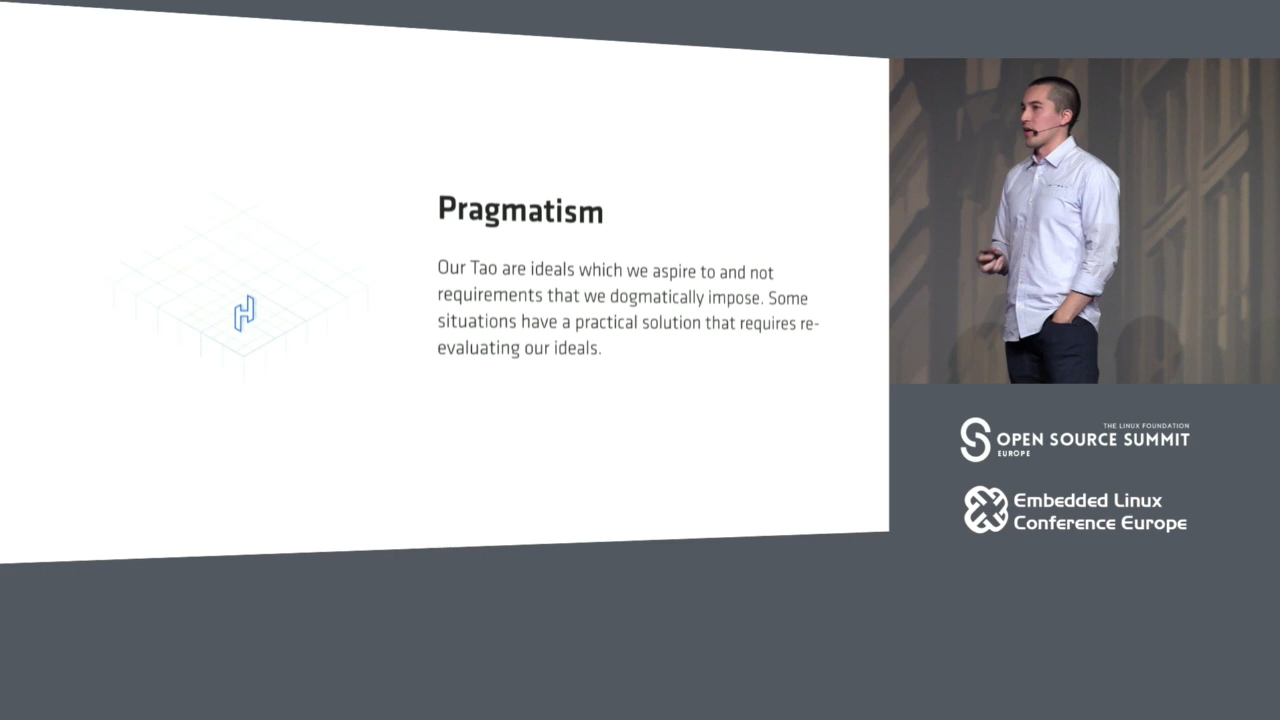 Pragmatism
Our Tao are ideals which we aspire to and not
requirements that we dogmatically impose. Some
situations have a practical solution that requires re-
evaluating our ideals.
THE LINUX FOUNDATION
OPEN SOURCE SUMMIT
EUROPE
Embedded Linux
Conference Europe